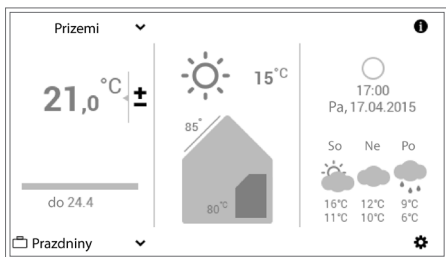 Prizemi
21,0°C ±
do 24.4
Prazdniny
15°C
85°
80°C
17:00
Pa, 17.04.2015
So Ne Po
16°C 12°C 9°C
11°C 10°C 6°C